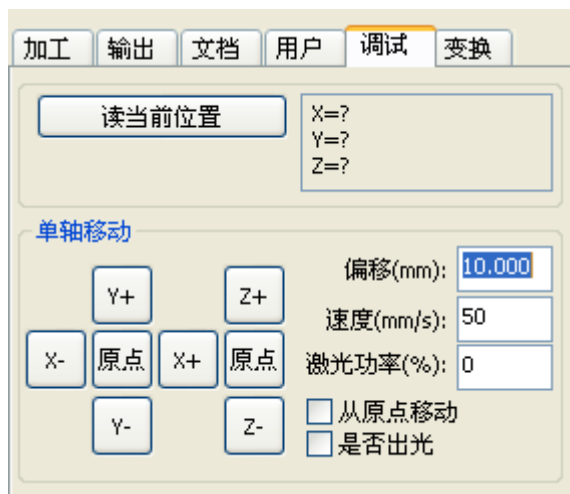 加工 输出 文档 用户 调试 变换
读当前位置
X=?
Y=?
Z=?
单轴移动
偏移(mm): 10.000
Y+ Z+
速度(mm/s): 50
X- 原点 X+ 原点
激光功率(%): 0
Y- Z-
从原点移动
是否出光